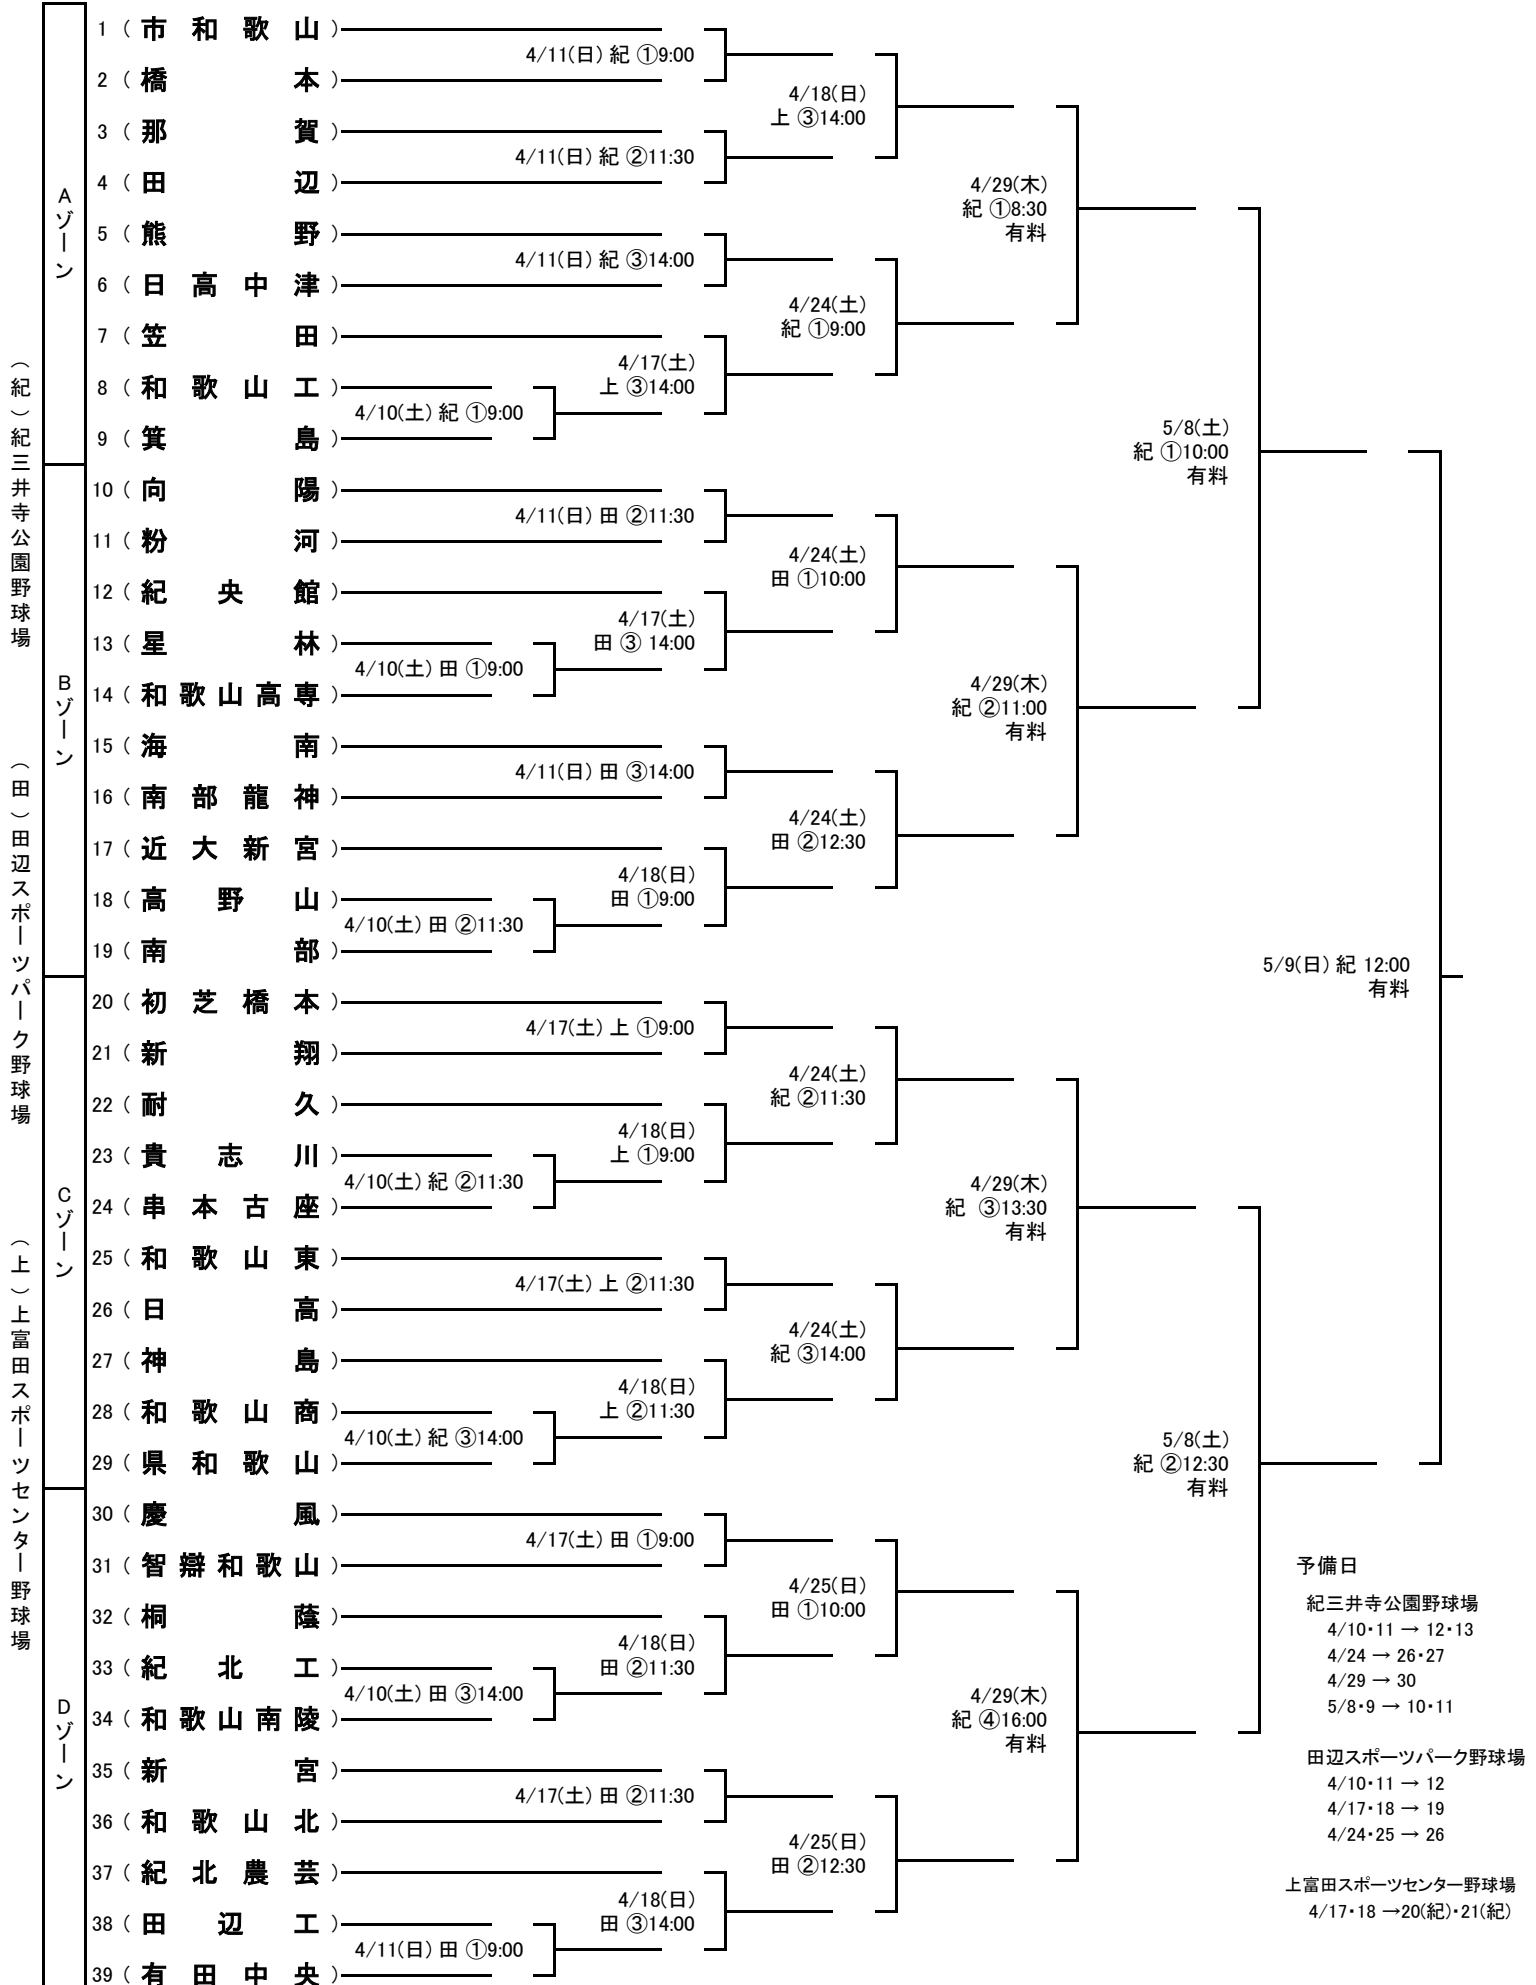 （紀）紀三井寺公園野球場
（田）田辺スポーツパーク野球場
（上）上富田スポーツセンター野球場
Aゾーン
1 （ 市和歌山 ）
4/11(日) 紀 ①9:00
2 （ 橋本 ）
4/18(日)
上 ③14:00
3 （ 那賀 ）
4/11(日) 紀 ②11:30
4 （ 田辺 ）
4/29(木)
紀 ①8:30
有料
5 （ 熊野 ）
4/11(日) 紀 ③14:00
6 （ 日高中津 ）
4/24(土)
紀 ①9:00
7 （ 笠田 ）
4/17(土)
上 ③14:00
8 （ 和歌山工 ）
4/10(土) 紀 ①9:00
9 （ 箕島 ）
5/8(土)
紀 ①10:00
有料
Bゾーン
10 （ 向陽 ）
4/11(日) 田 ②11:30
11 （ 粉河 ）
4/24(土)
田 ①10:00
12 （ 紀央館 ）
4/17(土)
田 ③ 14:00
13 （ 星林 ）
4/10(土) 田 ①9:00
14 （ 和歌山高専 ）
4/29(木)
紀 ②11:00
有料
15 （ 海南 ）
4/11(日) 田 ③14:00
16 （ 南部龍神 ）
4/24(土)
田 ②12:30
17 （ 近大新宮 ）
4/18(日)
田 ①9:00
18 （ 高野山 ）
4/10(土) 田 ②11:30
19 （ 南部 ）
5/9(日) 紀 12:00
有料
Cゾーン
20 （ 初芝橋本 ）
4/17(土) 上 ①9:00
21 （ 新翔 ）
4/24(土)
紀 ②11:30
22 （ 耐久 ）
4/18(日)
上 ①9:00
23 （ 貴志川 ）
4/10(土) 紀 ②11:30
24 （ 串本古座 ）
4/29(木)
紀 ③13:30
有料
25 （ 和歌山東 ）
4/17(土) 上 ②11:30
26 （ 日高 ）
4/24(土)
紀 ③14:00
27 （ 神島 ）
4/18(日)
上 ②11:30
28 （ 和歌山商 ）
4/10(土) 紀 ③14:00
29 （ 県和歌山 ）
5/8(土)
紀 ②12:30
有料
Dゾーン
30 （ 慶風 ）
4/17(土) 田 ①9:00
31 （ 智辯和歌山 ）
4/25(日)
田 ①10:00
32 （ 桐蔭 ）
4/18(日)
田 ②11:30
33 （ 紀北工 ）
4/10(土) 田 ③14:00
34 （ 和歌山南陵 ）
4/29(木)
紀 ④16:00
有料
35 （ 新宮 ）
4/17(土) 田 ②11:30
36 （ 和歌山北 ）
4/25(日)
田 ②12:30
37 （ 紀北農芸 ）
4/18(日)
田 ③14:00
38 （ 田辺工 ）
4/11(日) 田 ①9:00
39 （ 有田中央 ）
予備日
紀三井寺公園野球場
4/10・11 → 12・13
4/24 → 26・27
4/29 → 30
5/8・9 → 10・11
田辺スポーツパーク野球場
4/10・11 → 12
4/17・18 → 19
4/24・25 → 26
上富田スポーツセンター野球場
4/17・18 →20(紀)・21(紀)